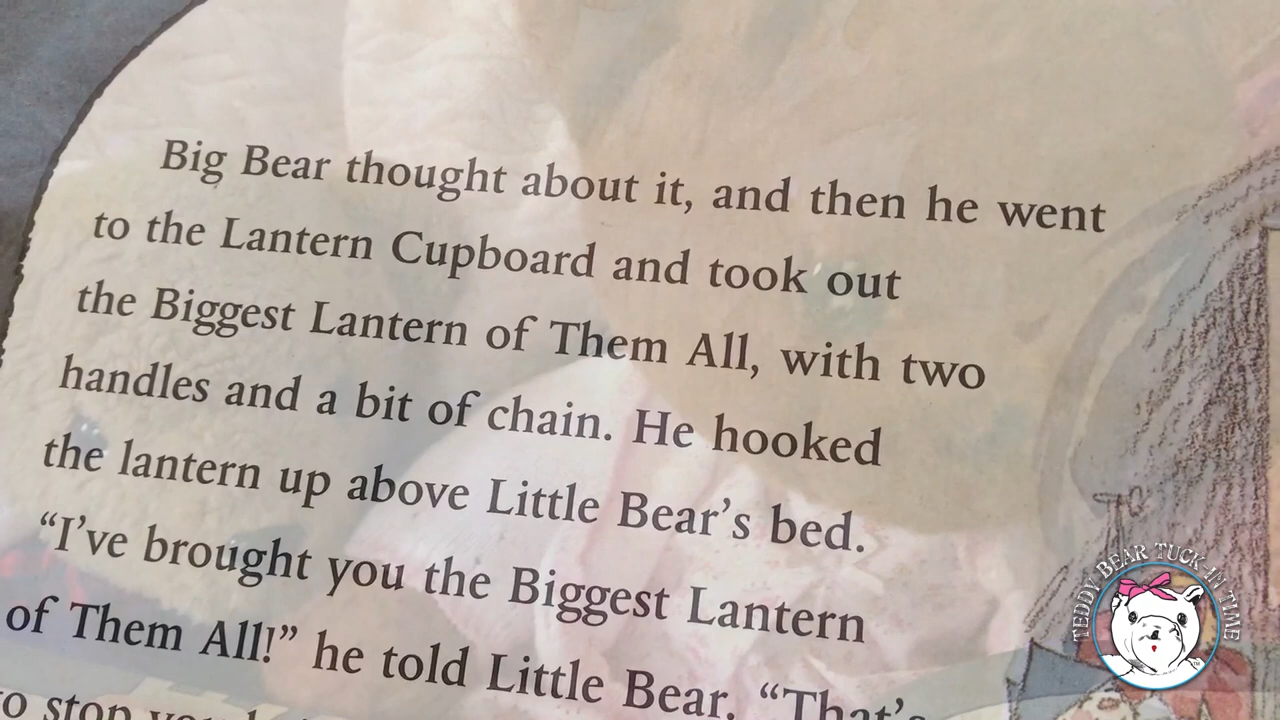 Big Bear thought about it, and then he went
to the Lantern Cupboard and took out
the Biggest Lantern of Them All, with two
handles and a bit of chain. He hooked
the lantern up above Little Bear's bed.
“I've brought you the Biggest Lantern
of Them All!” he told Little Bear. “That's
to stop
TEDDY BEAR TUCK-IN TIME
TM